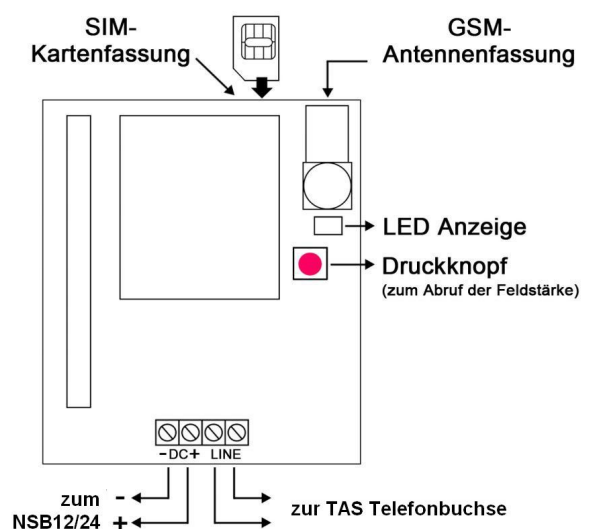 SIM-
Kartenfassung
GSM-
Antennenfassung
LED Anzeige
Druckknopf
(zum Abruf der Feldstärke)
-DC+ LINE
zum -
NSB12/24 +
zur TAS Telefonbuchse